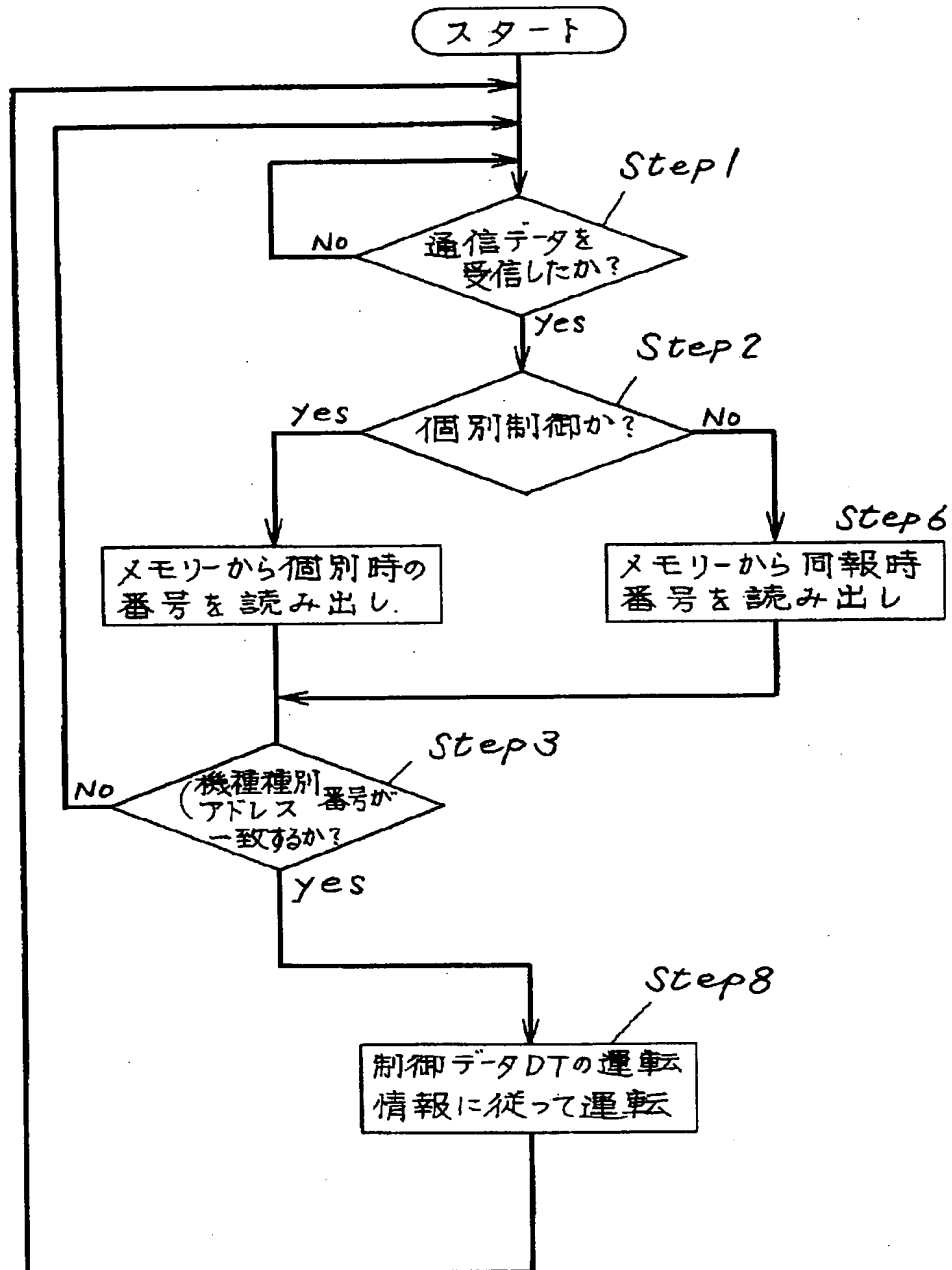 スタート
Step1
通信データを
受信したか?
No
yes
Step2
個別制御か?
yes
No
メモリーから個別時の
番号を読み出し.
Step6
メモリーから同報時
番号を読み出し
Step3
(機種種別
アドレス 番号が
一致するか?
No
yes
Step8
制御データDTの運転
情報に従って運転